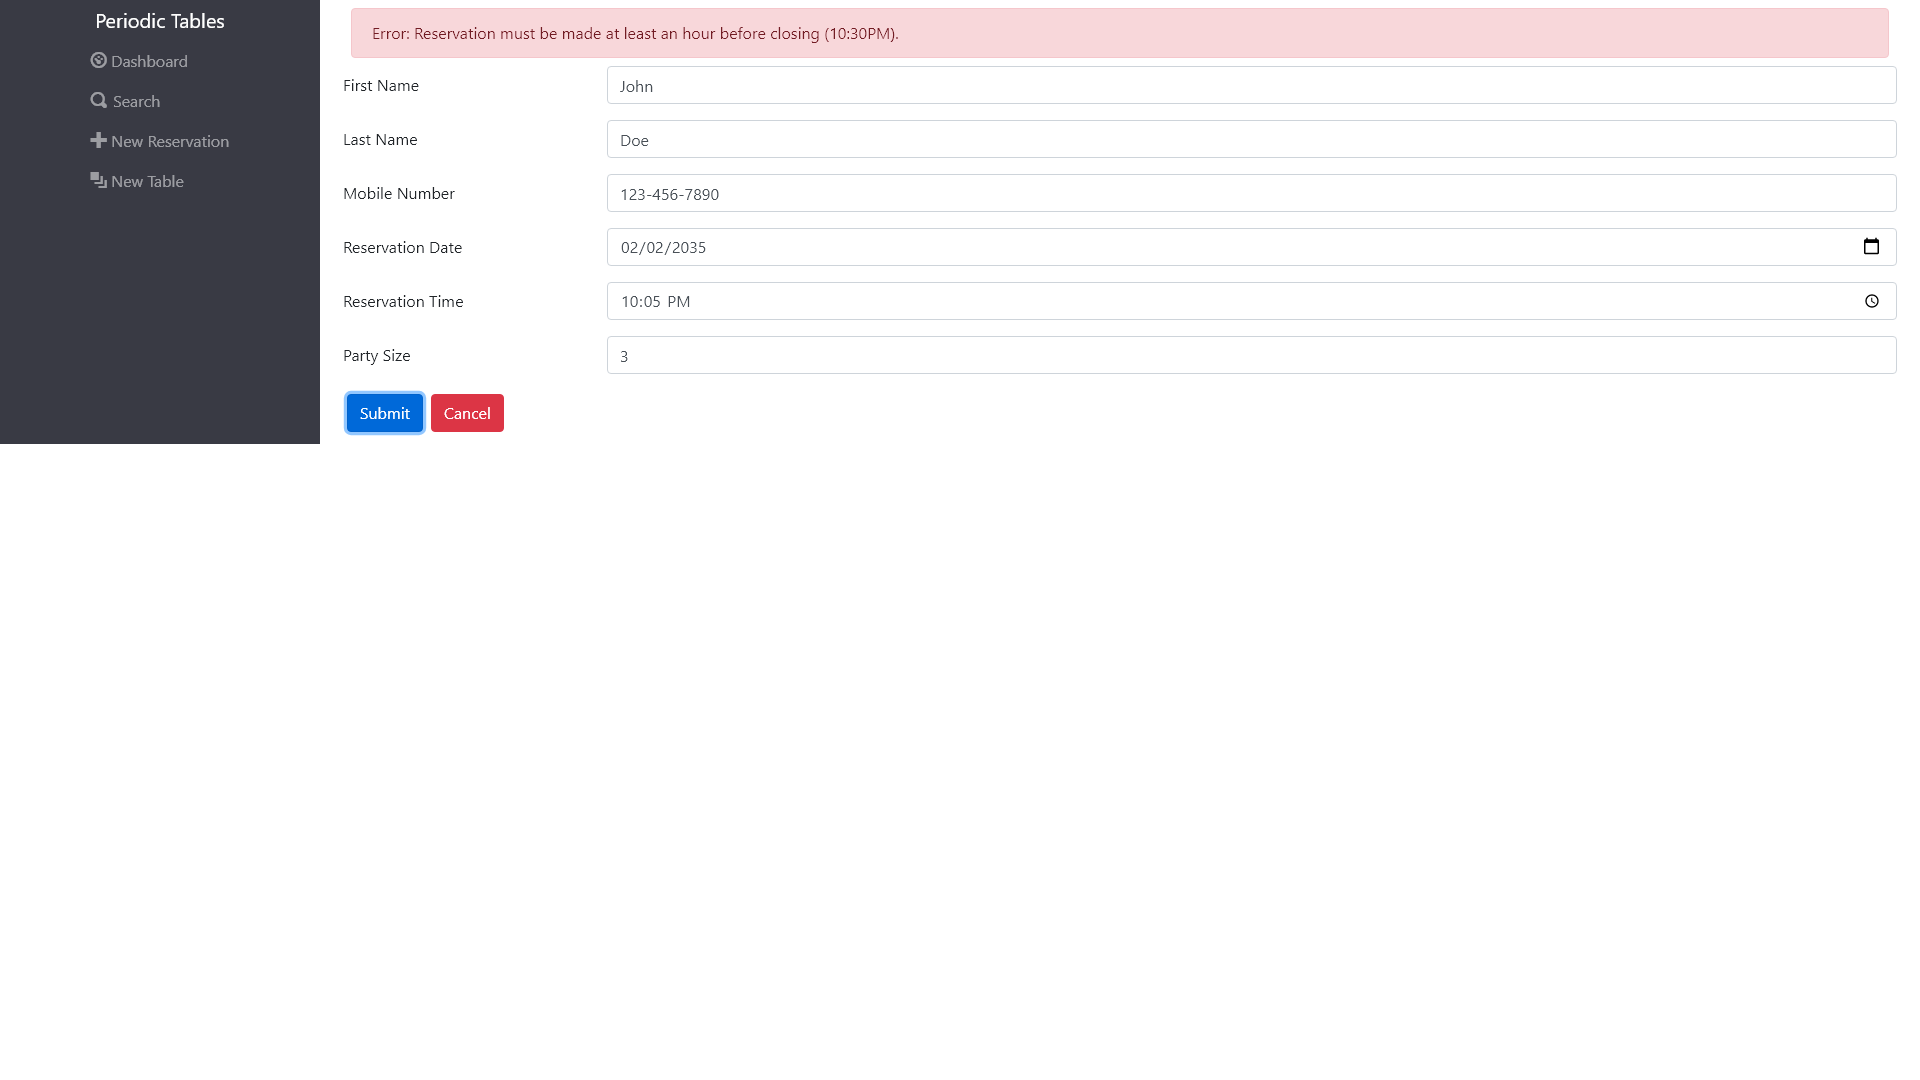 Periodic Tables
Dashboard
Search
New Reservation
New Table
Error: Reservation must be made at least an hour before closing (10:30PM).
First Name John
Last Name Doe
Mobile Number 123-456-7890
Reservation Date 02/02/2035
Reservation Time 10:05 PM
Party Size 3
Submit Cancel